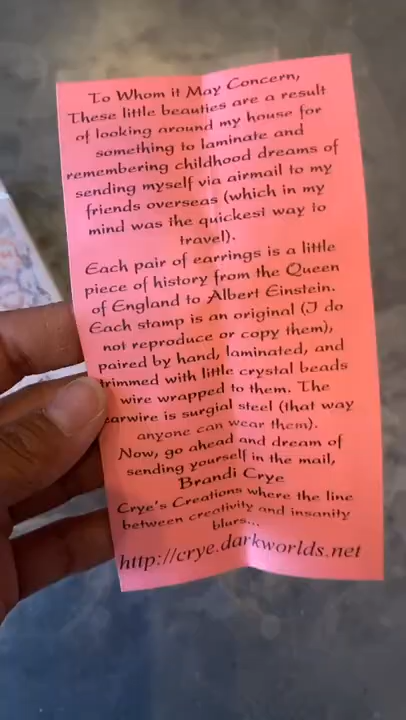 To Whom it May Concern,
These little beauties are a result
of looking around my house for
something to laminate and
remembering childhood dreams of
sending myself via airmail to my
friends overseas (which in my
mind was the quickest way to
travel).
Each pair of earrings is a little
piece of history from the Queen
of England to Albert Einstein.
Each stamp is an original (I do
not reproduce or copy them),
paired by hand, laminated, and
trimmed with little crystal beads
wire wrapped to them. The
earwire is surgial steel (that way
anyone can wear them).
Now, go ahead and dream of
sending yourself in the mail,
Brandi Crye
Crye's Creations where the line
between creativity and insanity
blurs...
http://crye.darkworlds.net